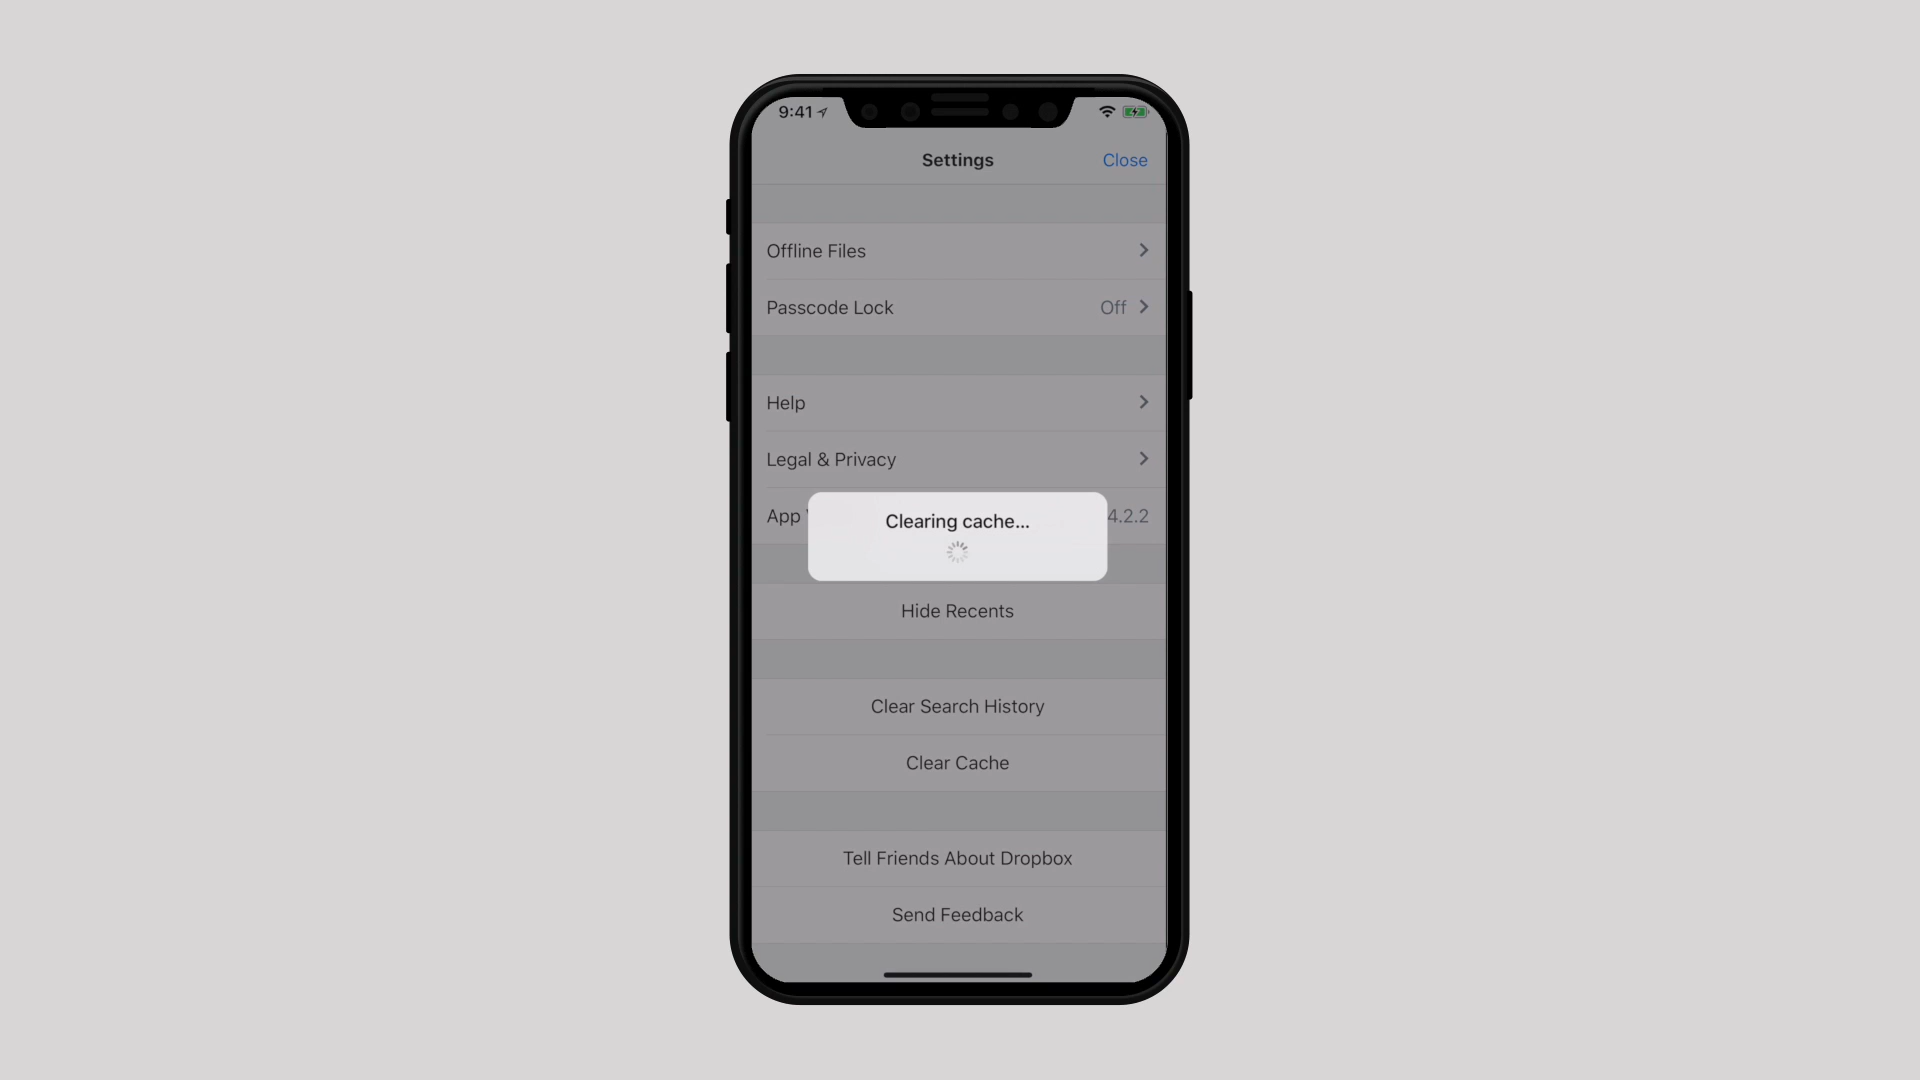 9:41
Settings
Close
Offline Files
Passcode Lock
Off
Help
Legal & Privacy
App
4.2.2
Clearing cache...
Hide Recents
Clear Search History
Clear Cache
Tell Friends About Dropbox
Send Feedback